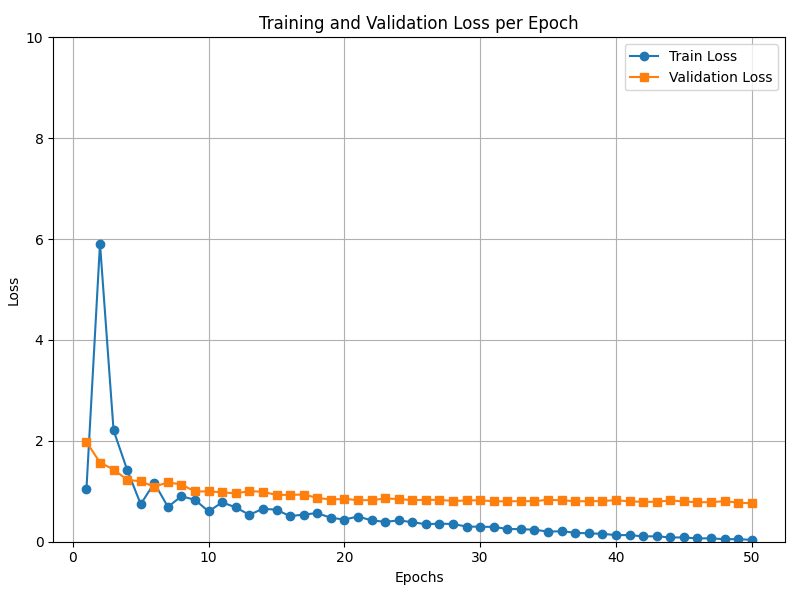 Training and Validation Loss per Epoch
Train Loss
Validation Loss
Loss
10
8
6
4
2
0
0 10 20 30 40 50
Epochs